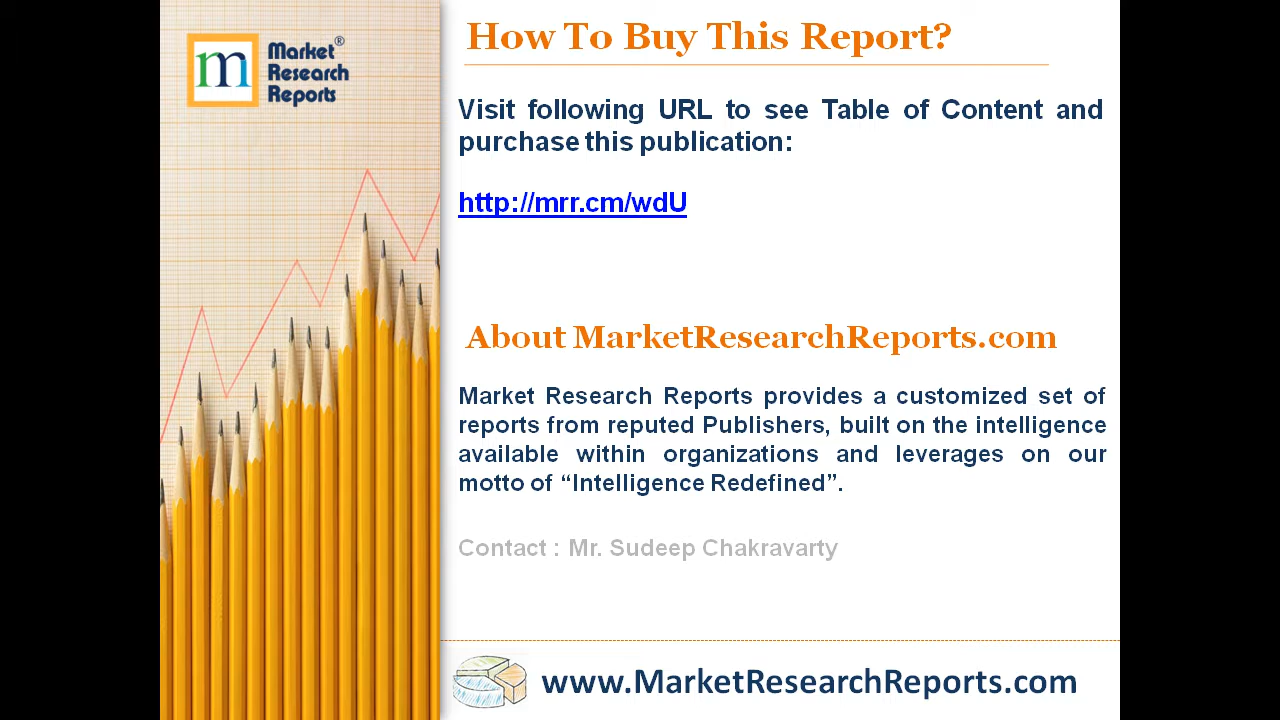 m
Market®
Research
Reports
How To Buy This Report?
Visit following URL to see Table of Content and
purchase this publication:
http://mrr.cm/wdU
About MarketResearchReports.com
Market Research Reports provides a customized set of
reports from reputed Publishers, built on the intelligence
available within organizations and leverages on our
motto of “Intelligence Redefined”.
Contact : Mr. Sudeep Chakravarty
www.MarketResearchReports.com